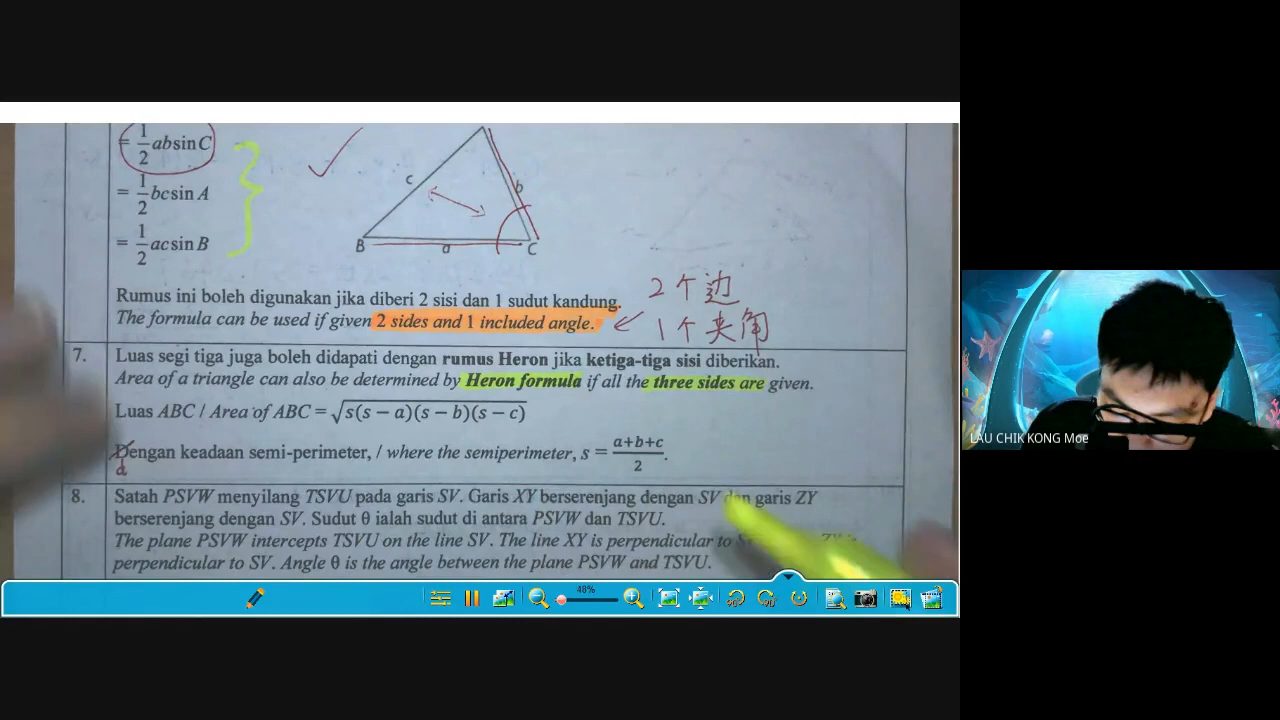 = 1/2 ab sin C
= 1/2 bc sin A
= 1/2 ac sin B
c
b
B
a
C
Rumus ini boleh digunakan jika diberi 2 sisi dan 1 sudut kandung.
The formula can be used if given 2 sides and 1 included angle.
2个边
1个夹角
7.
Luas segi tiga juga boleh didapati dengan rumus Heron jika ketiga-tiga sisi diberikan.
Area of a triangle can also be determined by Heron formula if all the three sides are given.
Luas ABC / Area of ABC = √s(s − a)(s − b)(s − c)
Dengan keadaan semi-perimeter, / where the semiperimeter, s = a+b+c/2.
d
8.
Satah PSVW menyilang TSVU pada garis SV. Garis XY berserenjang dengan SV dan garis ZY
berserenjang dengan SV. Sudut θ ialah sudut di antara PSVW dan TSVU.
The plane PSVW intercepts TSVU on the line SV. The line XY is perpendicular to
perpendicular to SV. Angle θ is the angle between the plane PSVW and TSVU.
48%
LAU CHIK KONG Moe